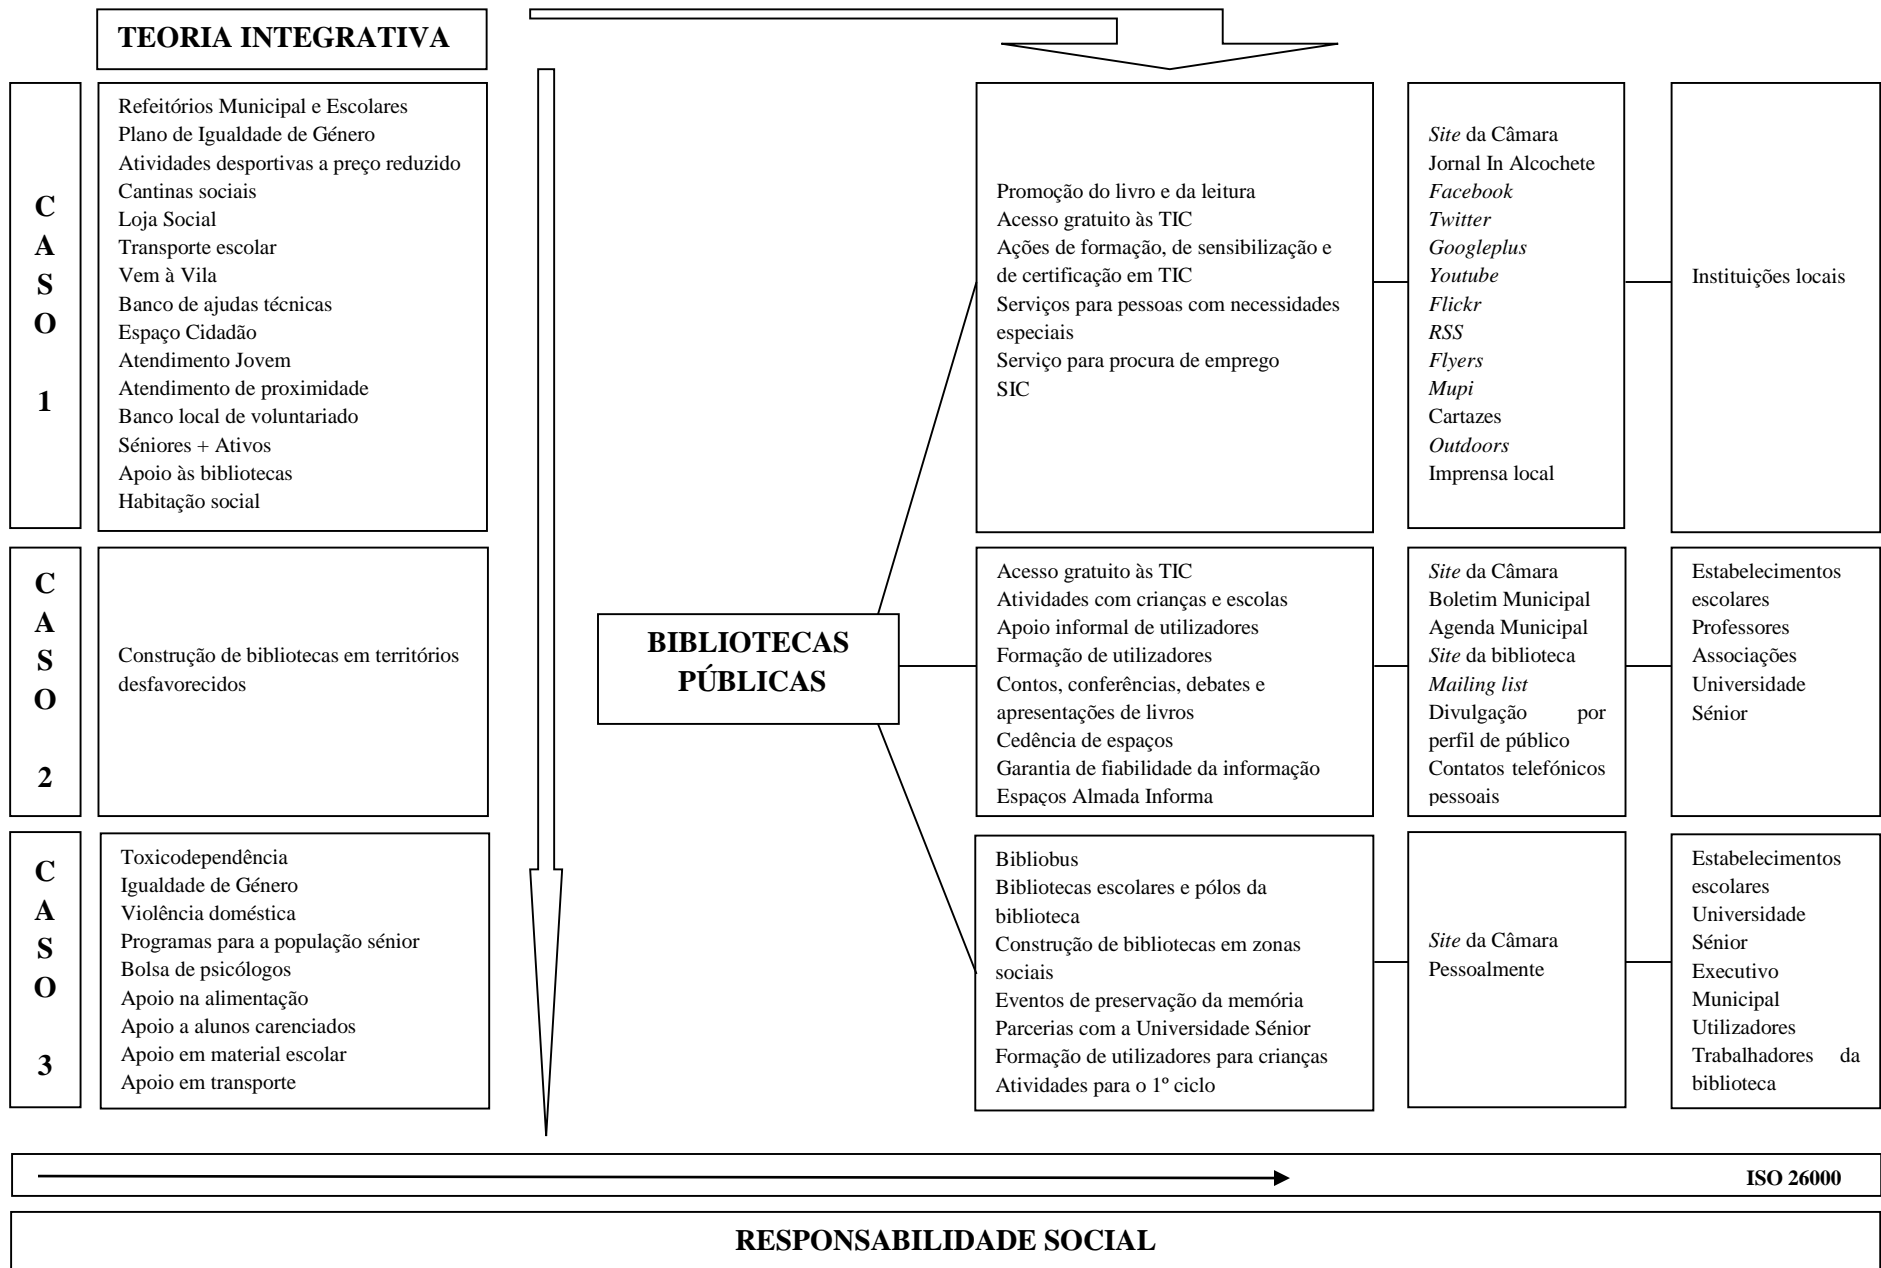 TEORIA INTEGRATIVA
C
A
S
O
1
Refeitórios Municipal e Escolares
Plano de Igualdade de Género
Atividades desportivas a preço reduzido
Cantinas sociais
Loja Social
Transporte escolar
Vem à Vila
Banco de ajudas técnicas
Espaço Cidadão
Atendimento Jovem
Atendimento de proximidade
Banco local de voluntariado
Séniores + Ativos
Apoio às bibliotecas
Habitação social
Promoção do livro e da leitura
Acesso gratuito às TIC
Ações de formação, de sensibilização e
de certificação em TIC
Serviços para pessoas com necessidades
especiais
Serviço para procura de emprego
SIC
Site da Câmara
Jornal In Alcochete
Facebook
Twitter
Googleplus
Youtube
Flickr
RSS
Flyers
Mupi
Cartazes
Outdoors
Imprensa local
Instituições locais
C
A
S
O
2
Construção de bibliotecas em territórios
desfavorecidos
BIBLIOTECAS
PÚBLICAS
Acesso gratuito às TIC
Atividades com crianças e escolas
Apoio informal de utilizadores
Formação de utilizadores
Contos, conferências, debates e
apresentações de livros
Cedência de espaços
Garantia de fiabilidade da informação
Espaços Almada Informa
Site da Câmara
Boletim Municipal
Agenda Municipal
Site da biblioteca
Mailing list
Divulgação por
perfil de público
Contatos telefónicos
pessoais
Estabelecimentos
escolares
Professores
Associações
Universidade
Sénior
C
A
S
O
3
Toxicodependência
Igualdade de Género
Violência doméstica
Programas para a população sénior
Bolsa de psicólogos
Apoio na alimentação
Apoio a alunos carenciados
Apoio em material escolar
Apoio em transporte
Bibliobus
Bibliotecas escolares e pólos da
biblioteca
Construção de bibliotecas em zonas
sociais
Eventos de preservação da memória
Parcerias com a Universidade Sénior
Formação de utilizadores para crianças
Atividades para o 1º ciclo
Site da Câmara
Pessoalmente
Estabelecimentos
escolares
Universidade
Sénior
Executivo
Municipal
Utilizadores
Trabalhadores da
biblioteca
ISO 26000
RESPONSABILIDADE SOCIAL